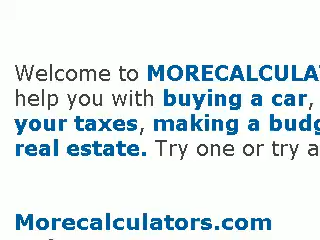 Welcome to MORECALCULA
help you with buying a car,
your taxes, making a budg
real estate. Try one or try a
Morecalculators.com